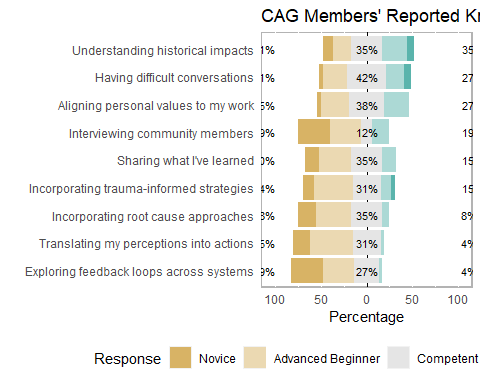 CAG Members' Reported
Understanding historical impacts 1% 35% 35
Having difficult conversations 1% 42% 27
Aligning personal values to my work 5% 38% 27
Interviewing community members 9% 12% 19
Sharing what I've learned 0% 35% 15
Incorporating trauma-informed strategies 4% 31% 15
Incorporating root cause approaches 3% 35% 8%
Translating my perceptions into actions 5% 31% 4%
Exploring feedback loops across systems 9% 27% 4%
100 50 0 50 100
Percentage
Response Novice Advanced Beginner Competent